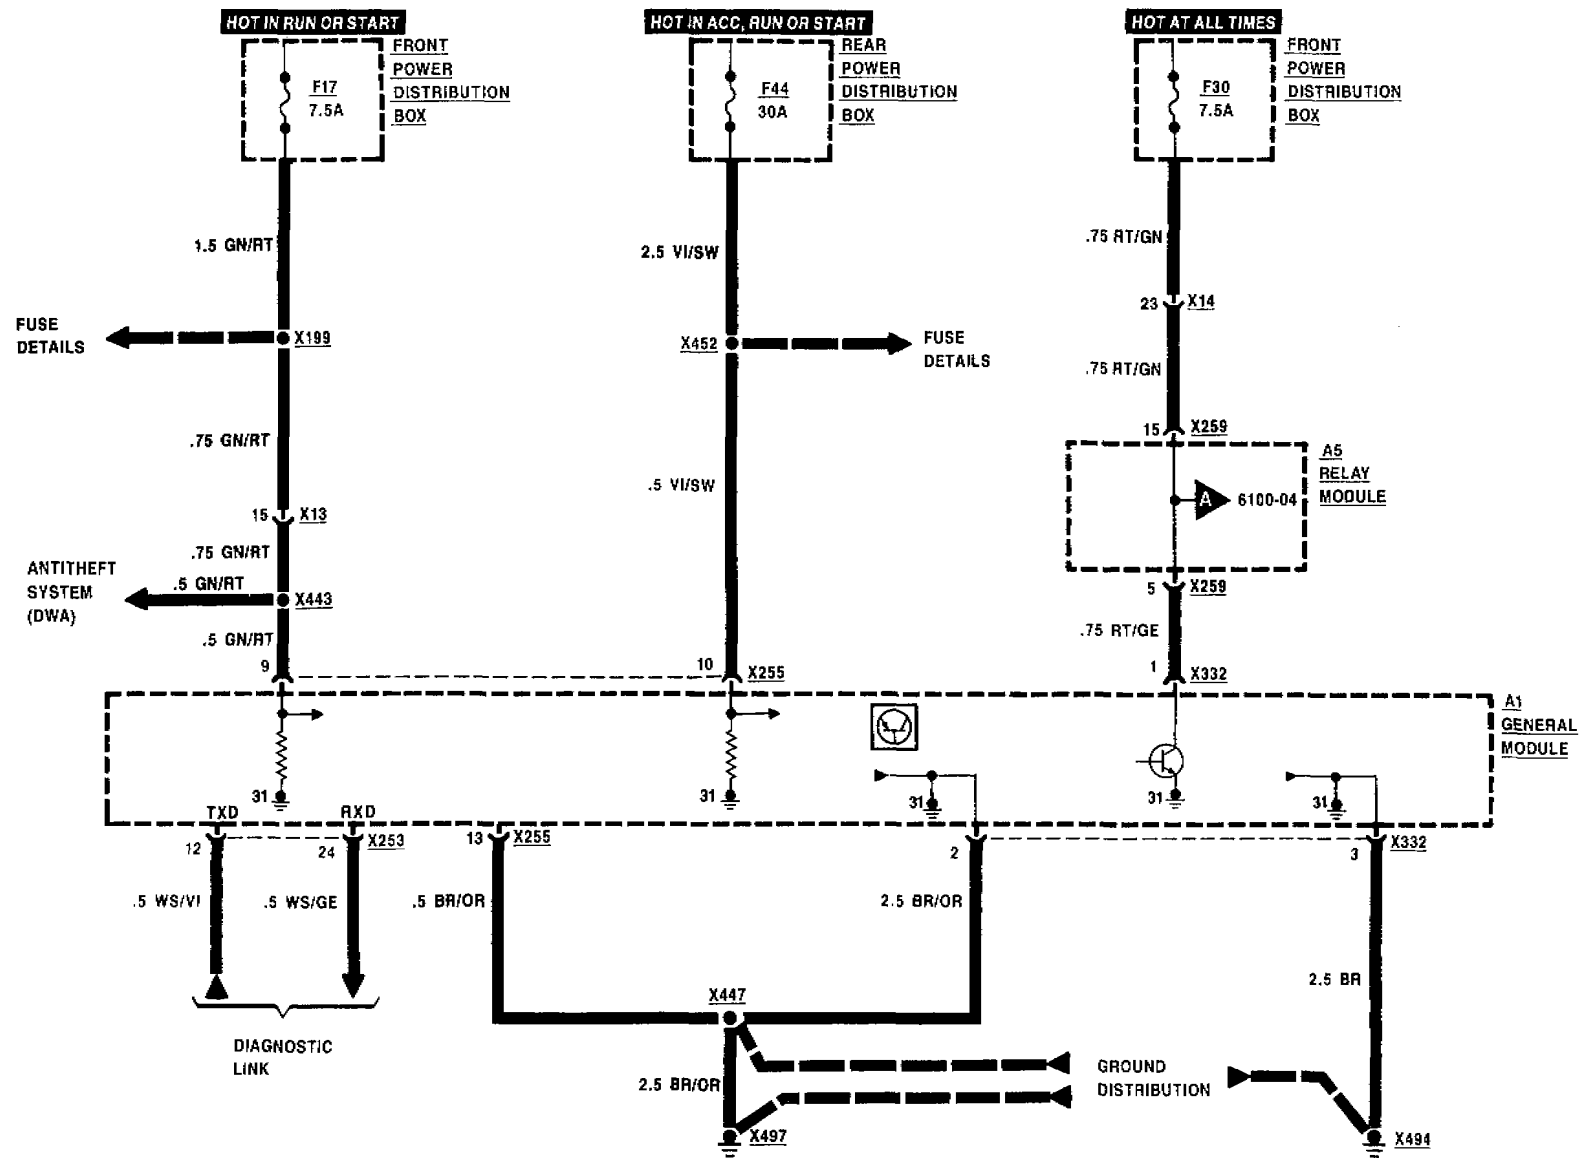 HOT IN RUN OR START
HOT IN ACC, RUN OR START
HOT AT ALL TIMES
FRONT
POWER
DISTRIBUTION
BOX
F17
7.5A
REAR
POWER
DISTRIBUTION
BOX
F44
30A
FRONT
POWER
DISTRIBUTION
BOX
F30
7.5A
1.5 GN/RT
2.5 VI/SW
.75 RT/GN
23
X14
FUSE
DETAILS
X199
X452
FUSE
DETAILS
.75 RT/GN
15
X259
.75 GN/RT
.5 VI/SW
A5
RELAY
MODULE
A
6100-04
15
X13
.75 GN/RT
ANTITHEFT
SYSTEM
(DWA)
.5 GN/RT
X443
5
X259
.5 GN/RT
.75 RT/GE
9
10
X255
1
X332
A1
GENERAL
MODULE
31
31
31
31
31
TXD
RXD
12
24
X253
13
X255
2
3
X332
.5 WS/VI
.5 WS/GE
.5 BR/OR
2.5 BR/OR
2.5 BR
X447
DIAGNOSTIC
LINK
2.5 BR/OR
GROUND
DISTRIBUTION
X497
X494